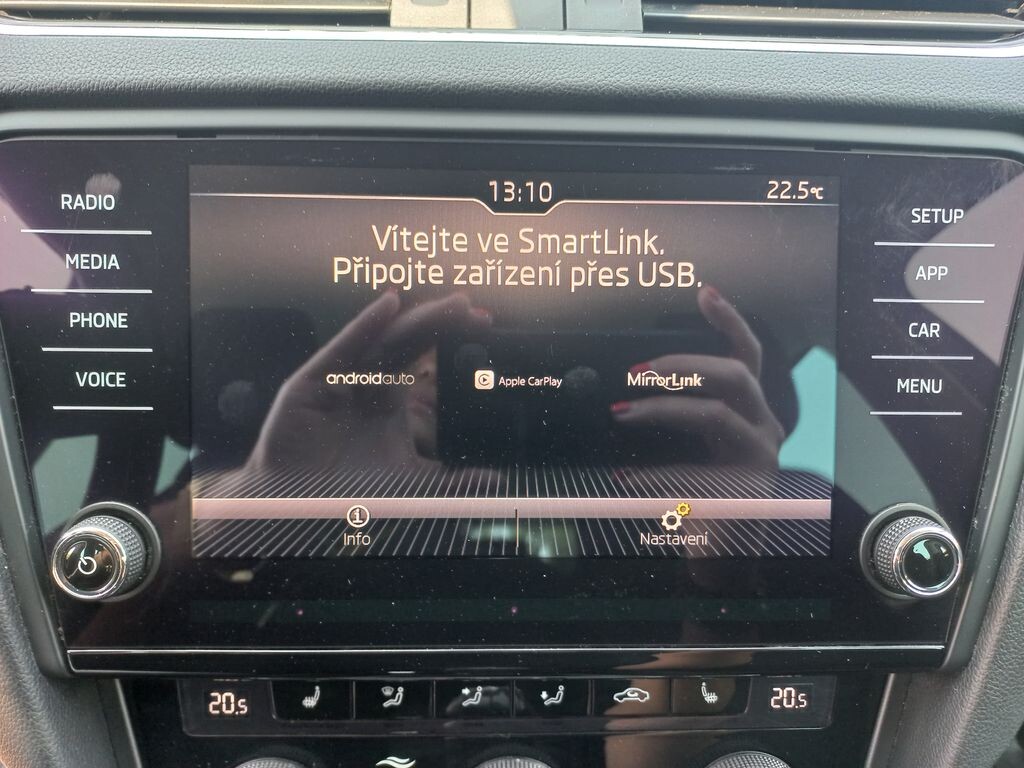 13:10
22.5°C
RADIO
MEDIA
PHONE
VOICE
Vítejte ve SmartLink.
Připojte zařízení přes USB.
androidauto
Apple CarPlay
MirrorLink
SETUP
APP
CAR
MENU
Info
Nastavení
20.5
20.5